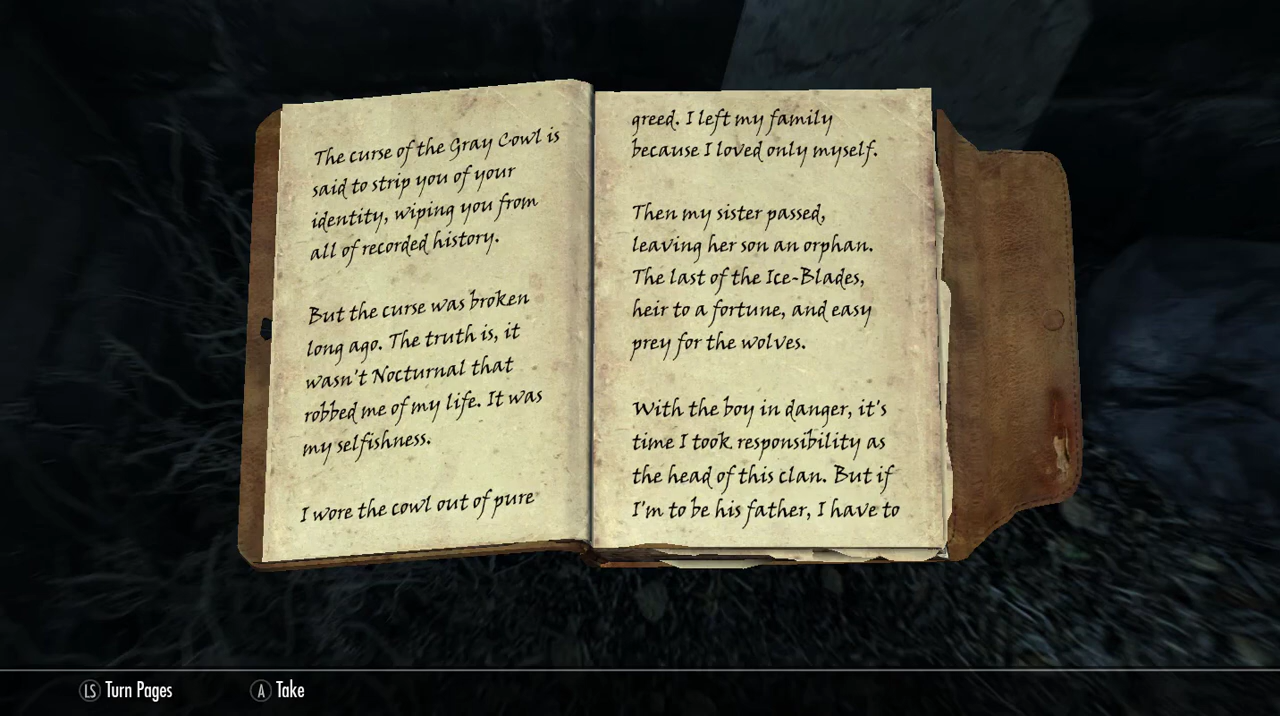 The curse of the Gray Cowl is
said to strip you of your
identity, wiping you from
all of recorded history.
But the curse was broken
long ago. The truth is, it
wasn't Nocturnal that
robbed me of my life. It was
my selfishness.
I wore the cowl out of pure
greed. I left my family
because I loved only myself.
Then my sister passed,
leaving her son an orphan.
The last of the Ice-Blades,
heir to a fortune, and easy
prey for the wolves.
With the boy in danger, it's
time I took responsibility as
the head of this clan. But if
I'm to be his father, I have to
LS Turn Pages
A Take